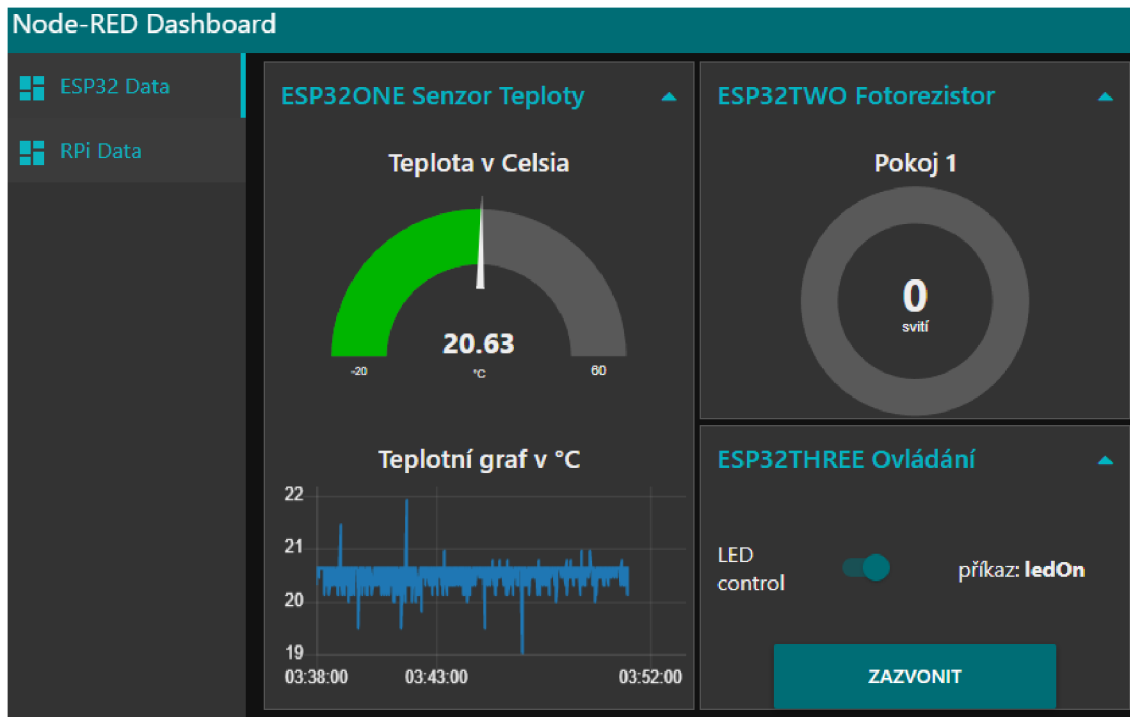 Node-RED Dashboard
ESP32 Data
RPi Data
ESP32ONE Senzor Teploty
Teplota v Celsia
20.63
-20
°C
60
Teplotní graf v °C
22
21
20
19
03:38:00
03:43:00
03:52:00
ESP32TWO Fotorezistor
Pokoj 1
0
svití
ESP32THREE Ovládání
LED
control
příkaz: ledOn
ZAZVONIT